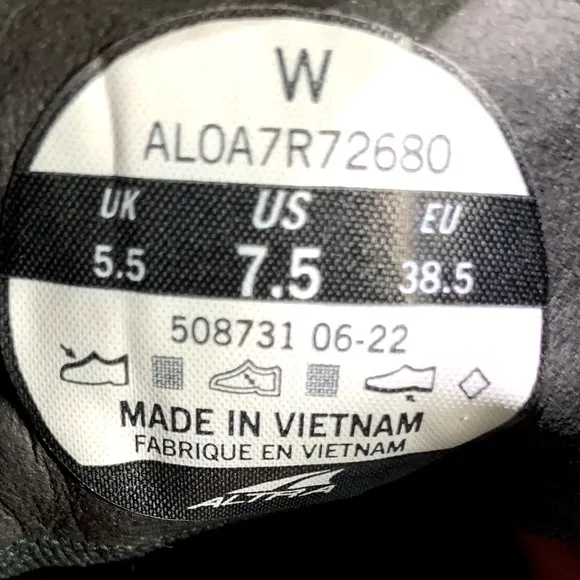 W
AL0A7R72680
UK US EU
5.5 7.5 38.5
508731 06-22
MADE IN VIETNAM
FABRIQUE EN VIETNAM
ALTRA